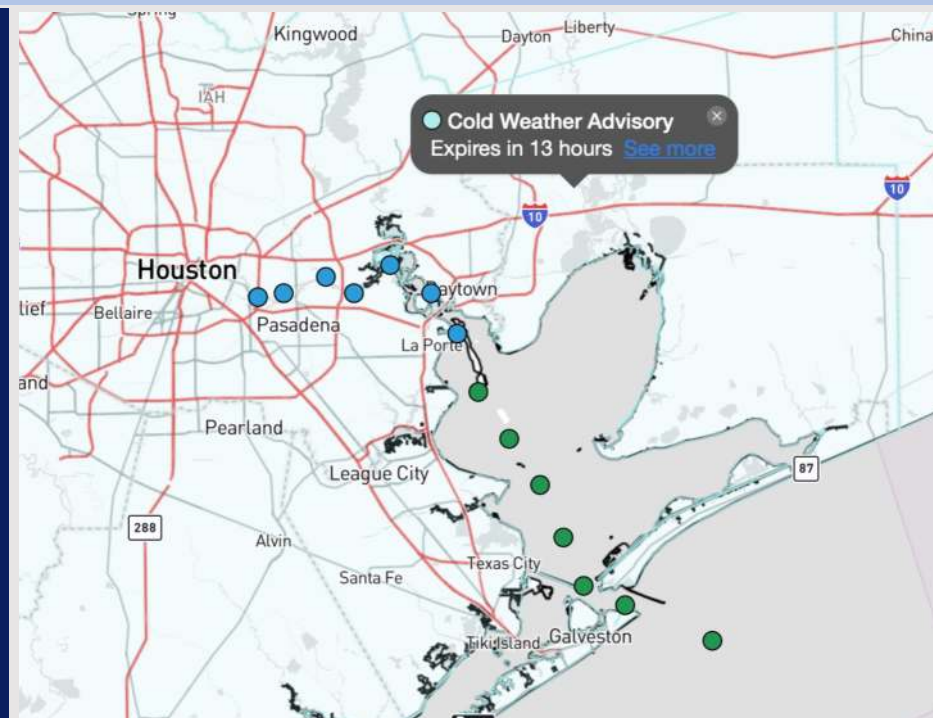 Spring
Kingwood
Dayton
Liberty
China
IAH
Cold Weather Advisory
Expires in 13 hours See more
10
10
Houston
Baytown
lief
Bellaire
Pasadena
La Porte
and
Pearland
League City
87
288
Alvin
Texas City
Santa Fe
Tiki Island
Galveston